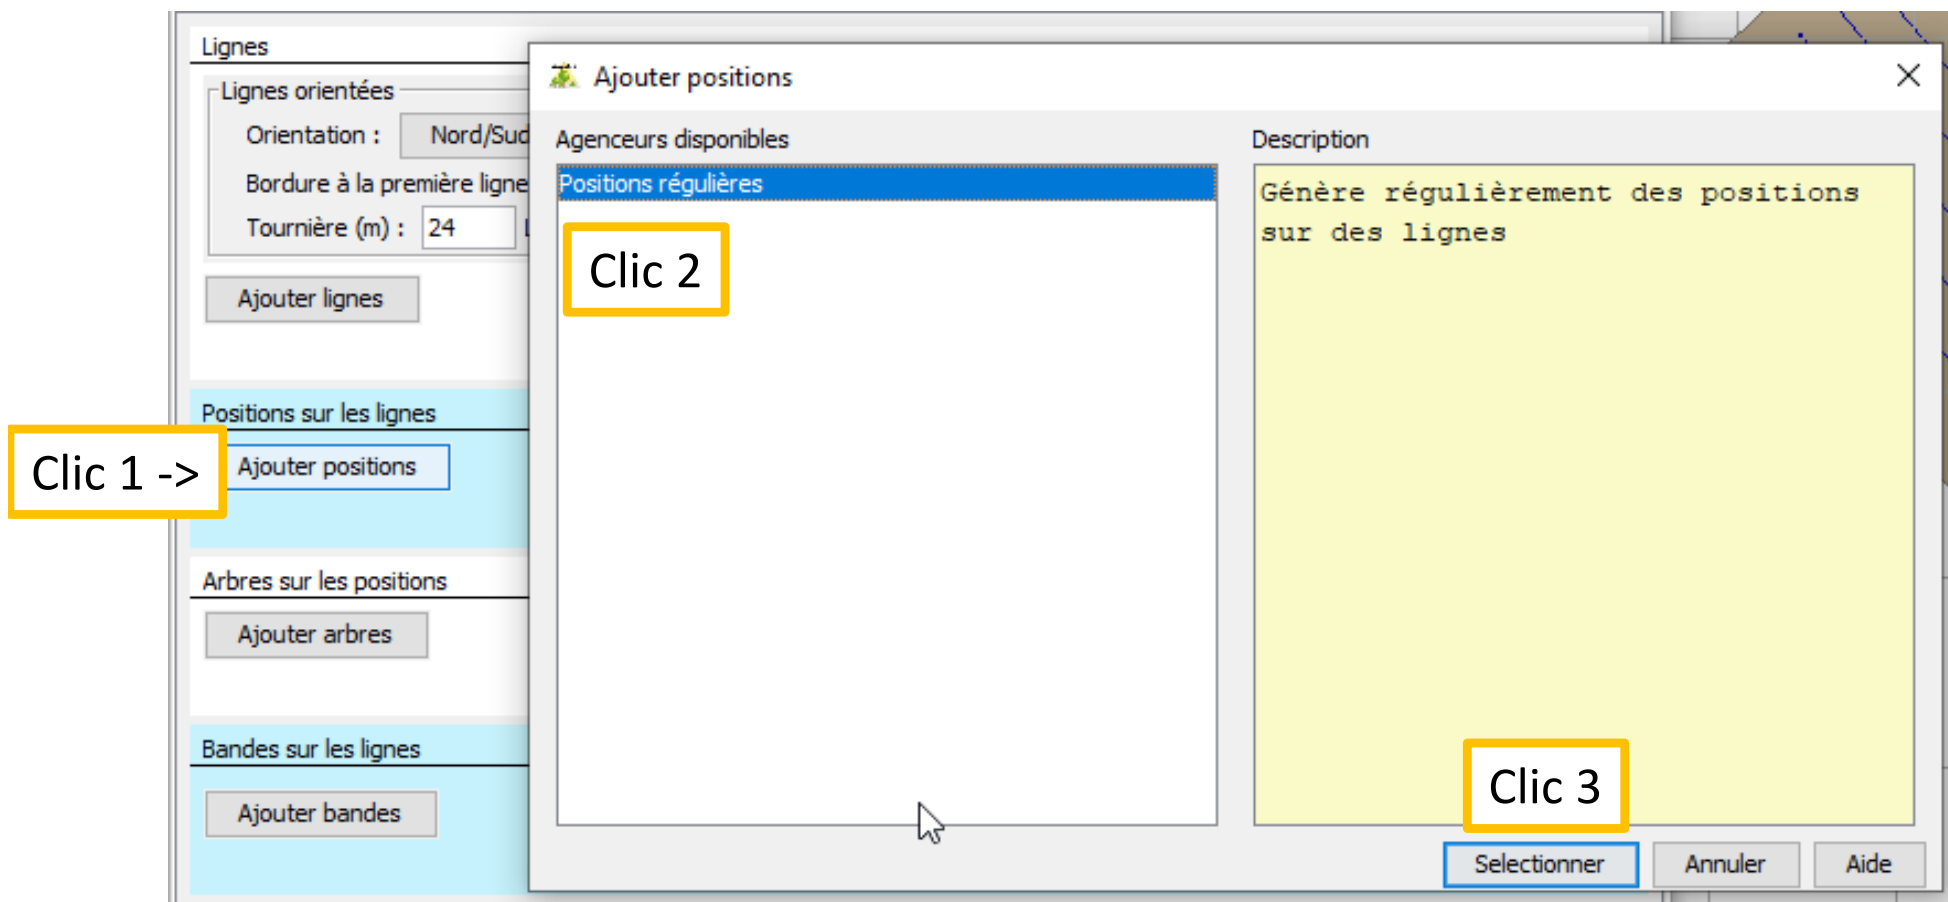 Lignes
Lignes orientées
Orientation : Nord/Sud
Bordure à la première ligne
Tournière (m) : 24
Ajouter lignes
Positions sur les lignes
Clic 1 ->
Ajouter positions
Arbres sur les positions
Ajouter arbres
Bandes sur les lignes
Ajouter bandes
Ajouter positions
Agenceurs disponibles
Positions régulières
Clic 2
Description
Génère régulièrement des positions
sur des lignes
Clic 3
Selectionner Annuler Aide